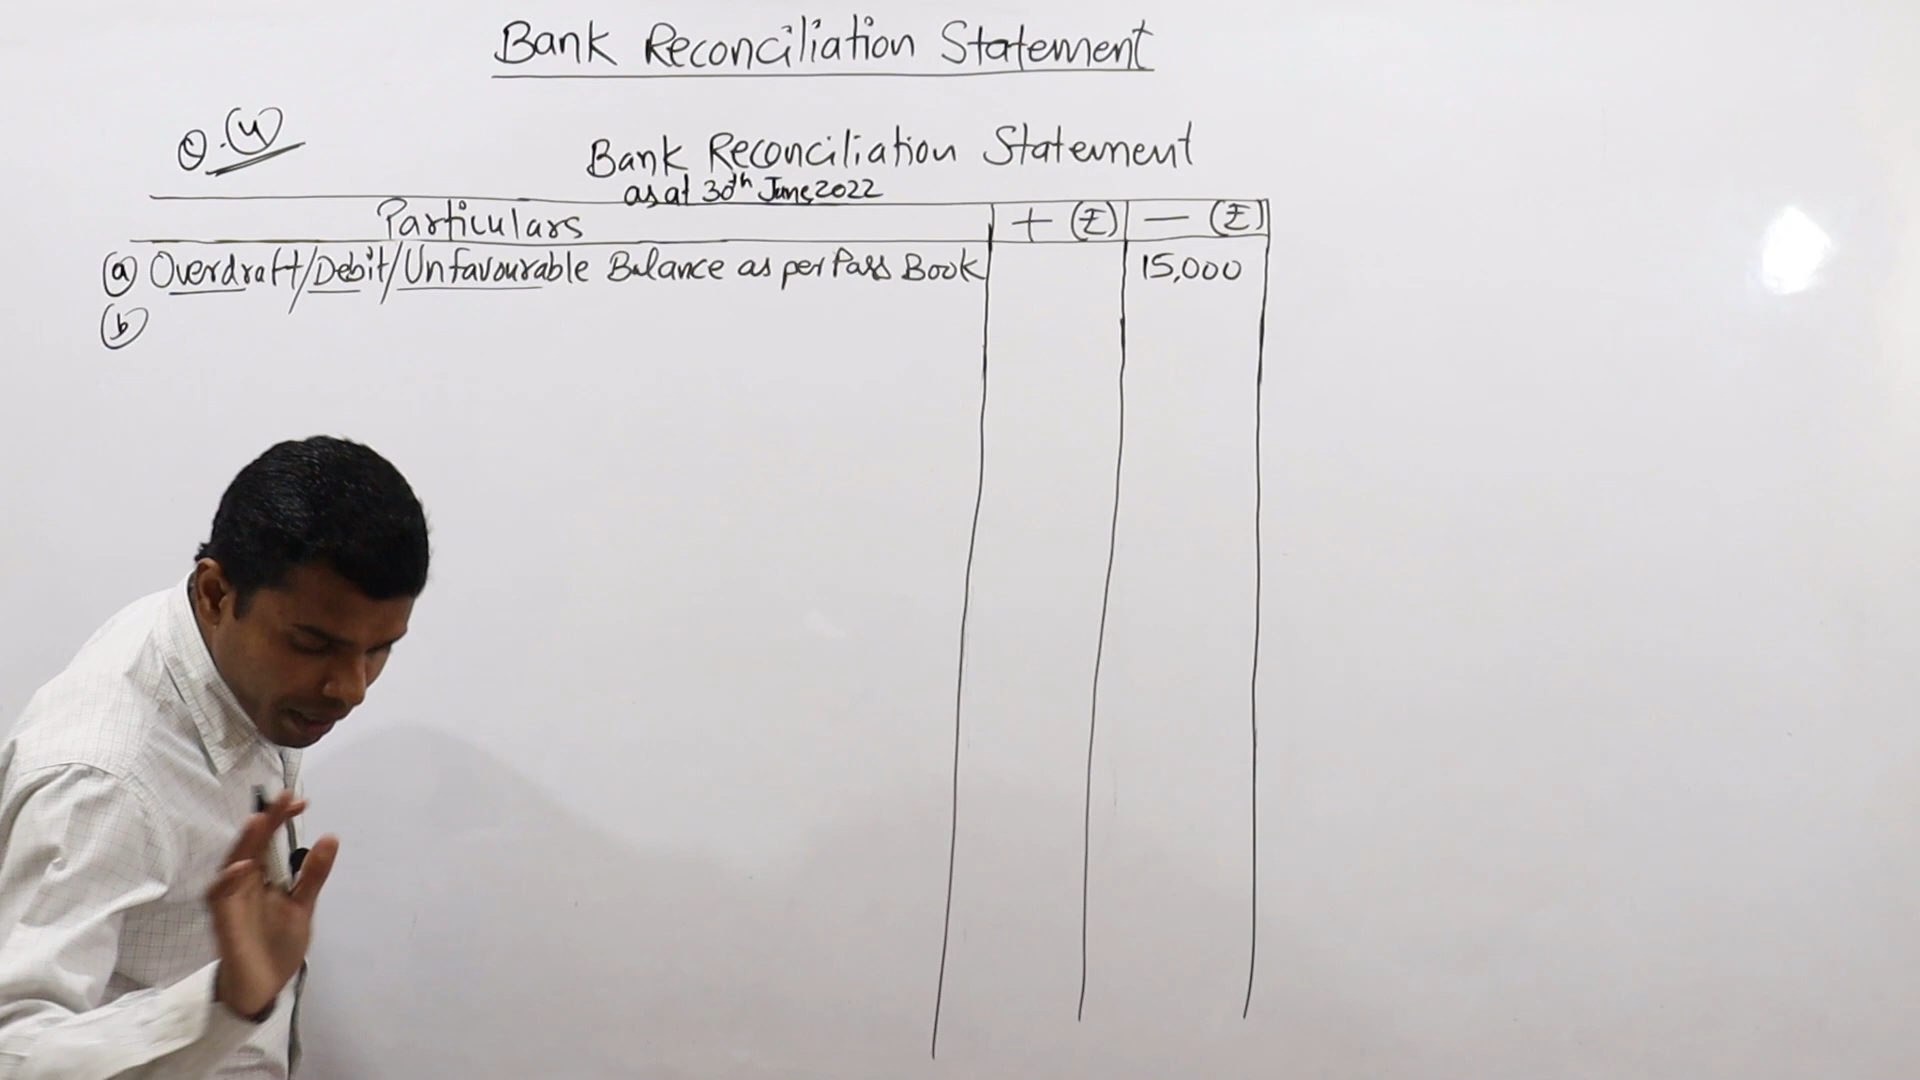 Bank Reconciliation Statement
Q.(4)
Bank Reconciliation Statement
as at 30th June, 2022
Particulars + (₹) — (₹)
(a) Overdraft/Debit/Unfavourable Balance as per Pass Book 15,000
(b)